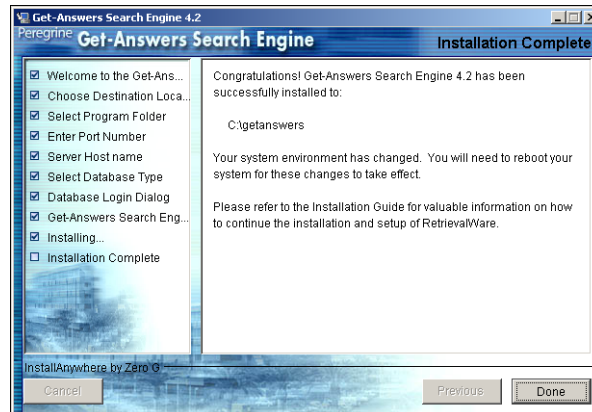 Get-Answers Search Engine 4.2
Peregrine Get-Answers Search Engine
Installation Complete
Welcome to the Get-Ans...
Choose Destination Loca...
Select Program Folder
Enter Port Number
Server Host name
Select Database Type
Database Login Dialog
Get-Answers Search Eng...
Installing...
Installation Complete
Congratulations! Get-Answers Search Engine 4.2 has been
successfully installed to:
C:\getanswers
Your system environment has changed. You will need to reboot your
system for these changes to take effect.
Please refer to the Installation Guide for valuable information on how
to continue the installation and setup of RetrievalWare.
InstallAnywhere by Zero G
Cancel
Previous
Done